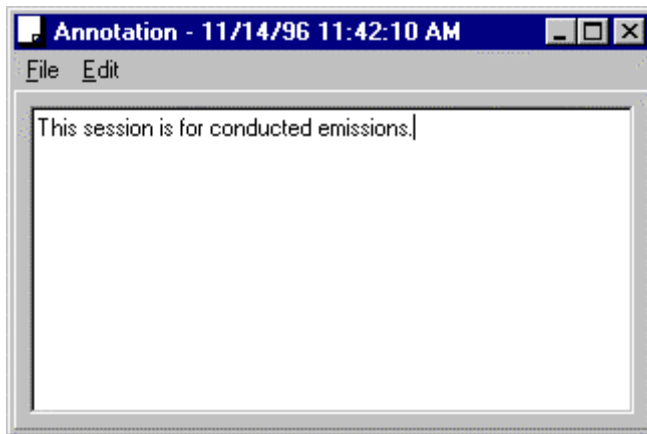 Annotation - 11/14/96 11:42:10 AM
File Edit
This session is for conducted emissions.